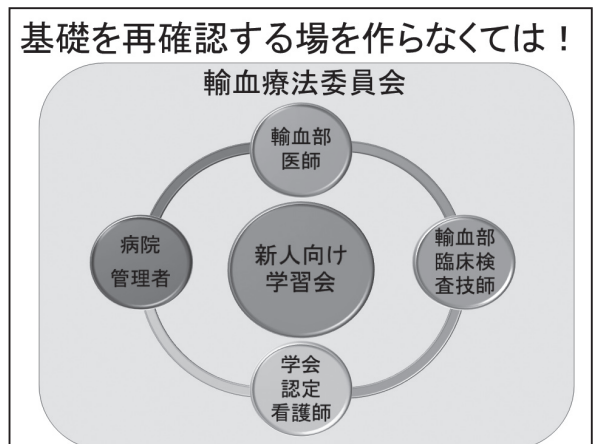 基礎を再確認する場を作らなくては！
輸血療法委員会
輸血部
医師
病院
管理者
新人向け
学習会
輸血部
臨床検
査技師
学会
認定
看護師